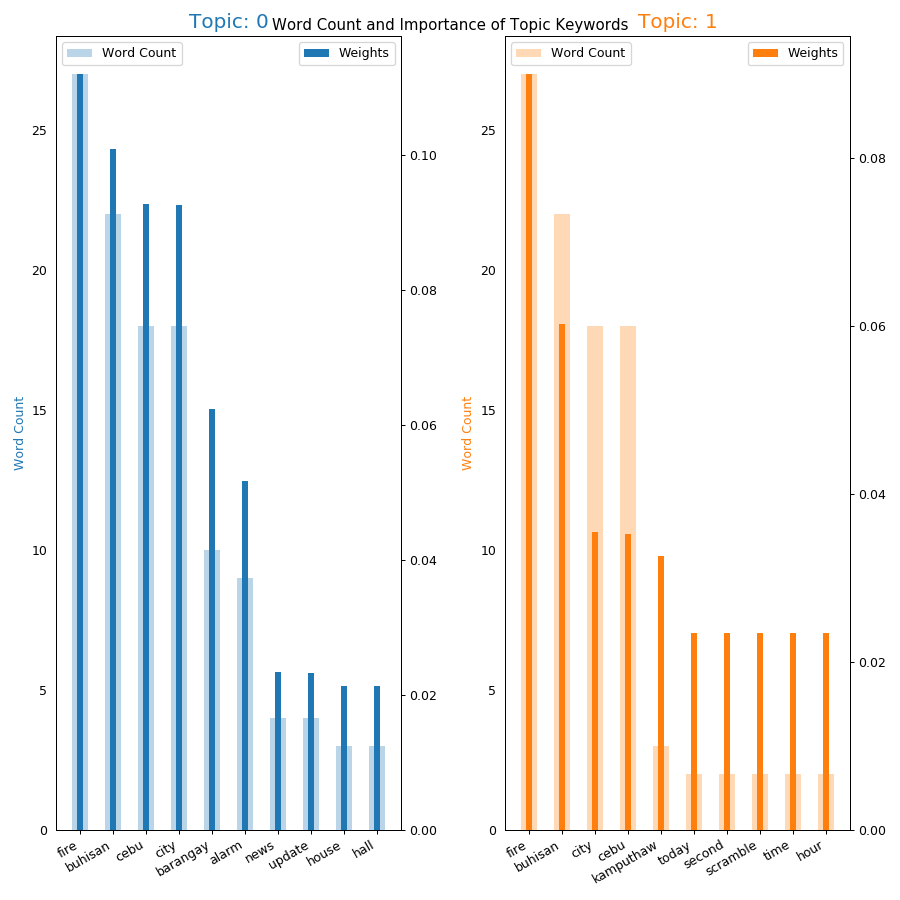 Word Count and Importance of Topic Keywords
Topic: 0
Word Count
Weights
25
20
15
10
5
0
Word Count
0.10
0.08
0.06
0.04
0.02
0.00
fire
buhisan
cebu
city
barangay
alarm
news
update
house
hall
Topic: 1
Word Count
Weights
25
20
15
10
5
0
Word Count
0.08
0.06
0.04
0.02
0.00
fire
buhisan
city
cebu
kamputhaw
today
second
scramble
time
hour